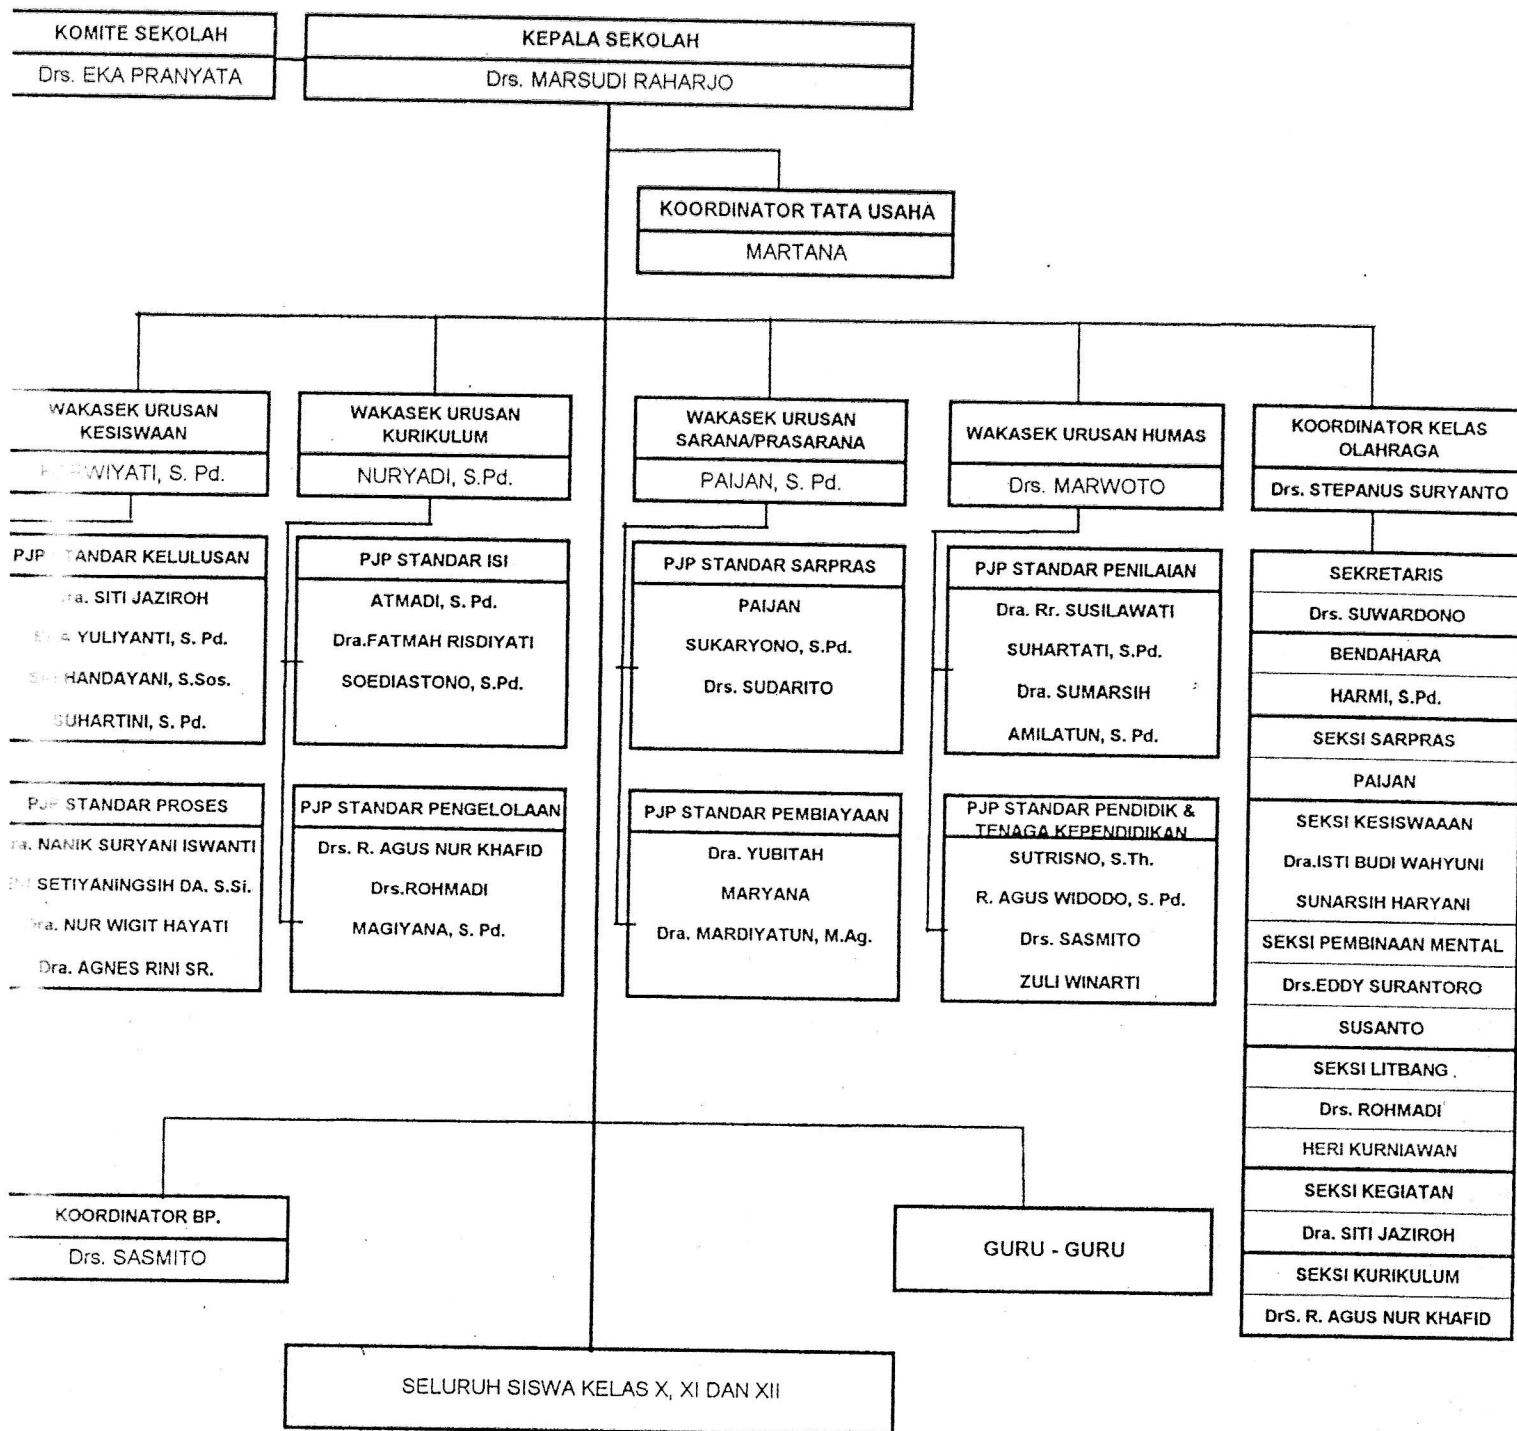 KOMITE SEKOLAH
Drs. EKA PRANYATA
KEPALA SEKOLAH
Drs. MARSUDI RAHARJO
KOORDINATOR TATA USAHA
MARTANA
WAKASEK URUSAN
KESISWAAN
S. Pd.
WAKASEK URUSAN
KURIKULUM
NURYADI, S.Pd.
WAKASEK URUSAN
SARANA/PRASARANA
PAIJAN, S. Pd.
WAKASEK URUSAN HUMAS
Drs. MARWOTO
KOORDINATOR KELAS
OLAHRAGA
Drs. STEPANUS SURYANTO
PJP STANDAR KELULUSAN
SITI JAZIROH
YULIYANTI, S. Pd.
HANDAYANI, S.Sos.
SUHARTINI, S. Pd.
PJP STANDAR ISI
ATMADI, S. Pd.
Dra.FATMAH RISDIYATI
SOEDIASTONO, S.Pd.
PJP STANDAR SARPRAS
PAIJAN
SUKARYONO, S.Pd.
Drs. SUDARITO
PJP STANDAR PENILAIAN
Dra. Rr. SUSILAWATI
SUHARTATI, S.Pd.
Dra. SUMARSIH
AMILATUN, S. Pd.
PJP STANDAR PROSES
NANIK SURYANI ISWANTI
SETIYANINGSIH DA. S.Si.
NUR WIGIT HAYATI
Dra. AGNES RINI SR.
PJP STANDAR PENGELOLAAN
Drs. R. AGUS NUR KHAFID
Drs.ROHMADI
MAGIYANA, S. Pd.
PJP STANDAR PEMBIAYAAN
Dra. YUBITAH
MARYANA
Dra. MARDIYATUN, M.Ag.
PJP STANDAR PENDIDIK &
TENAGA KEPENDIDIKAN
SUTRISNO, S.Th.
R. AGUS WIDODO, S. Pd.
Drs. SASMITO
ZULI WINARTI
SEKRETARIS
Drs. SUWARDONO
BENDAHARA
HARMI, S.Pd.
SEKSI SARPRAS
PAIJAN
SEKSI KESISWAAAN
Dra.ISTI BUDI WAHYUNI
SUNARSIH HARYANI
SEKSI PEMBINAAN MENTAL
Drs.EDDY SURANTORO
SUSANTO
SEKSI LITBANG
Drs. ROHMADI
HERI KURNIAWAN
SEKSI KEGIATAN
Dra. SITI JAZIROH
SEKSI KURIKULUM
DrS. R. AGUS NUR KHAFID
KOORDINATOR BP.
Drs. SASMITO
GURU - GURU
SELURUH SISWA KELAS X, XI DAN XII